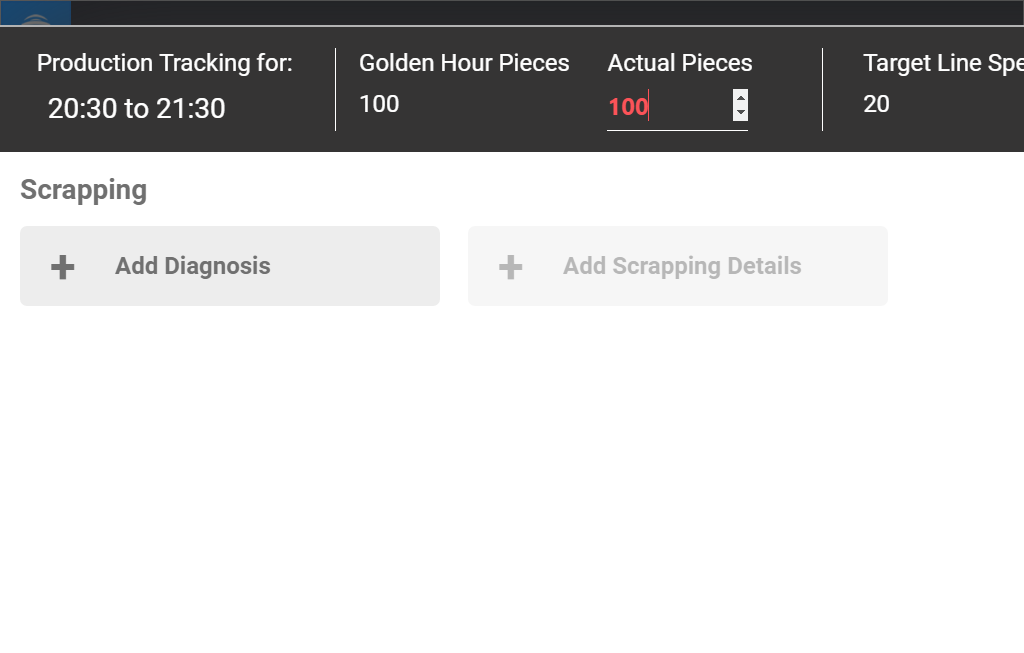 Production Tracking for:
20:30 to 21:30
Golden Hour Pieces
100
Actual Pieces
100
Target Line Spe
20
Scrapping
Add Diagnosis
Add Scrapping Details